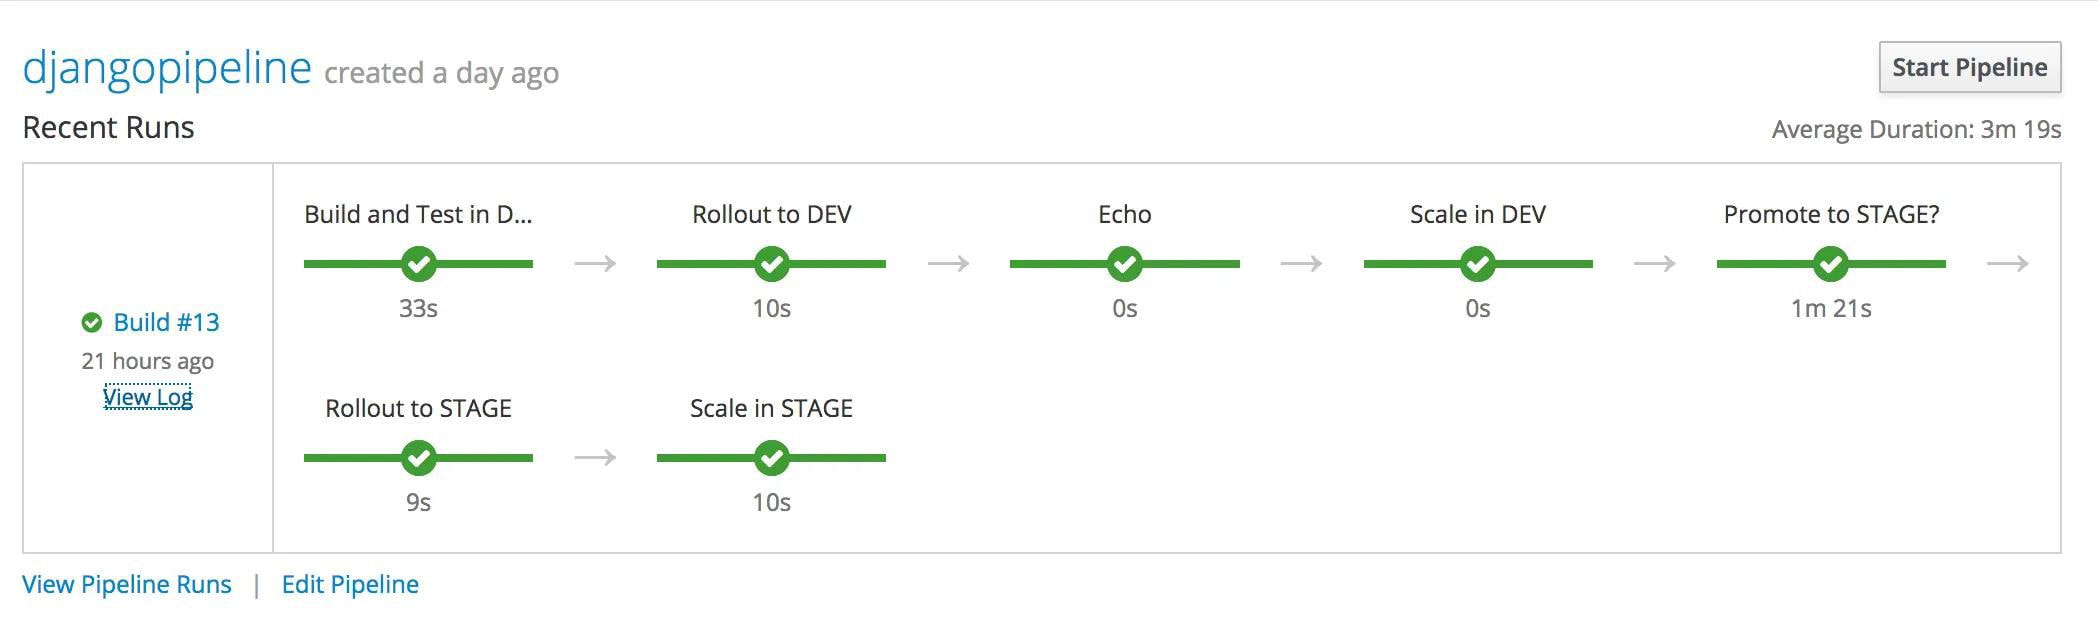 djangopipeline created a day ago
Start Pipeline
Recent Runs
Average Duration: 3m 19s
Build #13
21 hours ago
View Log
Build and Test in D...
33s
Rollout to DEV
10s
Echo
0s
Scale in DEV
0s
Promote to STAGE?
1m 21s
Rollout to STAGE
9s
Scale in STAGE
10s
View Pipeline Runs | Edit Pipeline